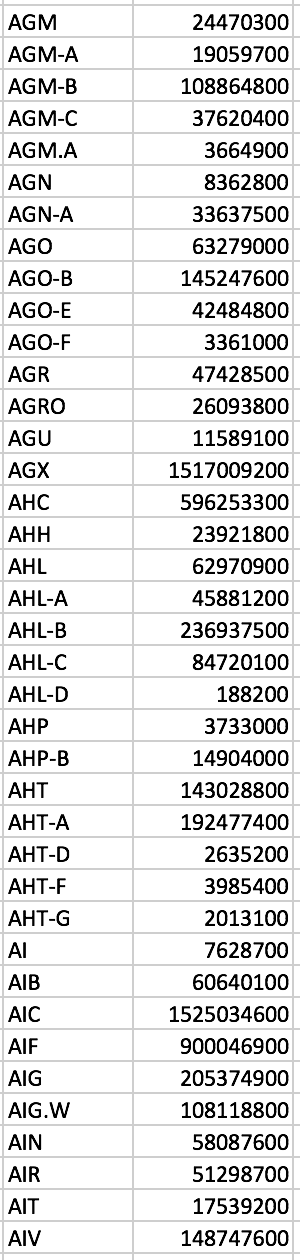 AGM 24470300
AGM-A 19059700
AGM-B 108864800
AGM-C 37620400
AGM.A 3664900
AGN 8362800
AGN-A 33637500
AGO 63279000
AGO-B 145247600
AGO-E 42484800
AGO-F 3361000
AGR 47428500
AGRO 26093800
AGU 11589100
AGX 1517009200
AHC 596253300
AHH 23921800
AHL 62970900
AHL-A 45881200
AHL-B 236937500
AHL-C 84720100
AHL-D 188200
AHP 3733000
AHP-B 14904000
AHT 143028800
AHT-A 192477400
AHT-D 2635200
AHT-F 3985400
AHT-G 2013100
AI 7628700
AIB 60640100
AIC 1525034600
AIF 900046900
AIG 205374900
AIG.W 108118800
AIN 58087600
AIR 51298700
AIT 17539200
AIV 148747600